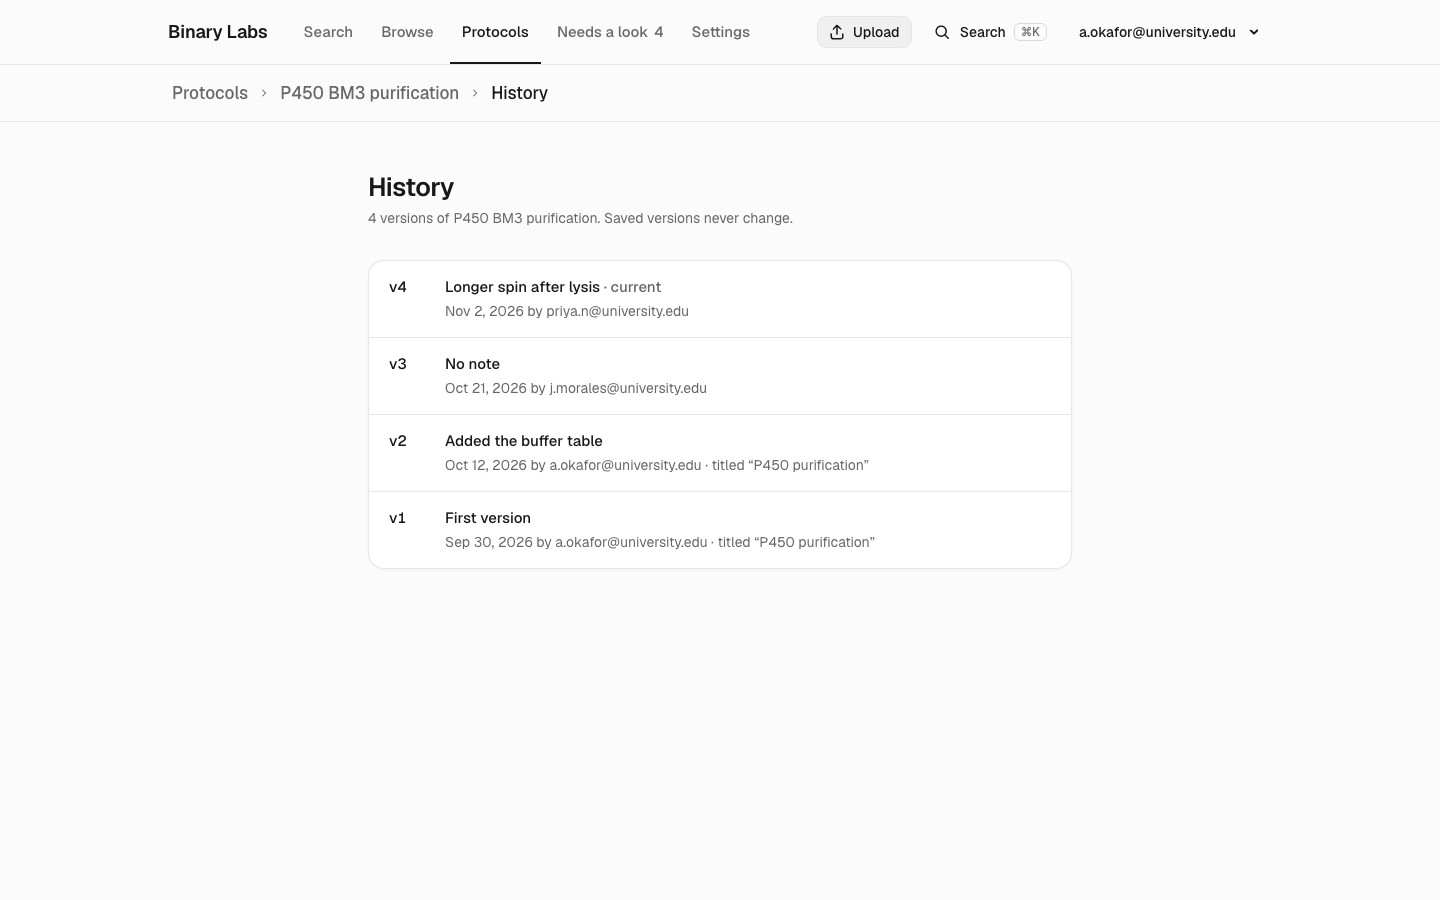 Binary Labs
Search
Browse
Protocols
Needs a look 4
Settings
Upload
Search ⌘K
a.okafor@university.edu
Protocols › P450 BM3 purification › History
History
4 versions of P450 BM3 purification. Saved versions never change.
v4 Longer spin after lysis · current
Nov 2, 2026 by priya.n@university.edu
v3 No note
Oct 21, 2026 by j.morales@university.edu
v2 Added the buffer table
Oct 12, 2026 by a.okafor@university.edu · titled “P450 purification”
v1 First version
Sep 30, 2026 by a.okafor@university.edu · titled “P450 purification”